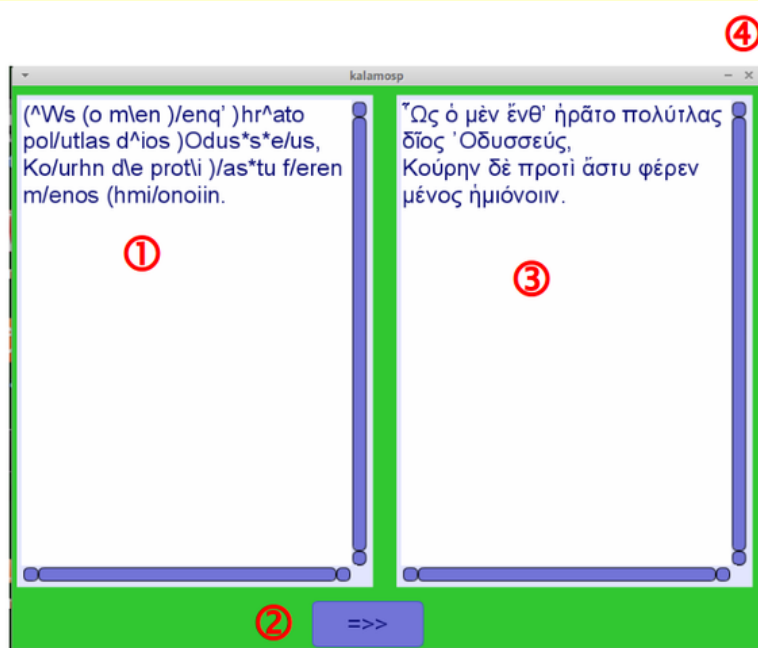 ④
kalamosp
(^Ws (o m\en )/enq’ )hr^ato
pol/utlas d^ios )Odus*s*e/us,
Ko/urhn d\e prot\i )/as*tu f/eren
m/enos (hmi/onoiin.
①
Ὣς ὁ μὲν ἔνθ’ ἠρᾶτο πολύτλας
δῖος ᾿Οδυσσεύς,
Κούρην δὲ προτὶ ἄστυ φέρεν
μένος ἡμιόνοιιν.
③
②
=>>